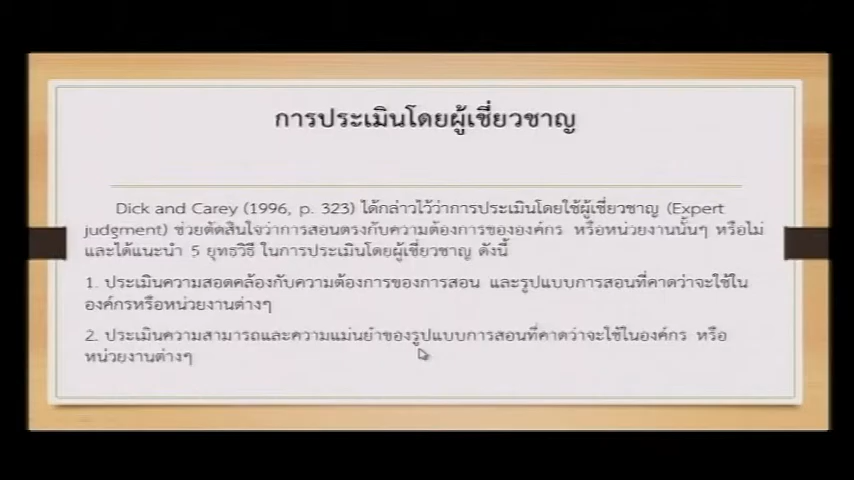 การประเมินโดยผู้เชี่ยวชาญ
Dick and Carey (1996, p. 323) ได้กล่าวไว้ว่าการประเมินโดยใช้ผู้เชี่ยวชาญ (Expert
judgment) ช่วยตัดสินใจว่าการสอนตรงกับความต้องการขององค์กร หรือหน่วยงานนั้นๆ หรือไม่
และได้แนะนำ 5 ยุทธวิธี ในการประเมินโดยผู้เชี่ยวชาญ ดังนี้
1. ประเมินความสอดคล้องกับความต้องการของการสอน และรูปแบบการสอนที่คาดว่าจะใช้ใน
องค์กรหรือหน่วยงานต่างๆ
2. ประเมินความสามารถและความแม่นยำของรูปแบบการสอนที่คาดว่าจะใช้ในองค์กร หรือ
หน่วยงานต่างๆ